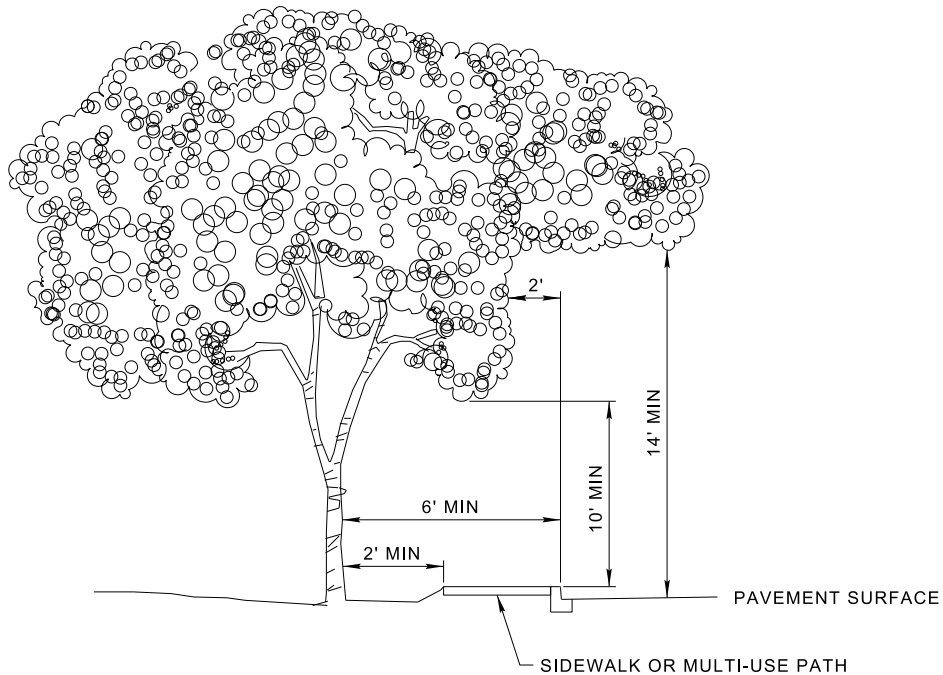 2'
14' MIN
10' MIN
6' MIN
2' MIN
PAVEMENT SURFACE
SIDEWALK OR MULTI-USE PATH